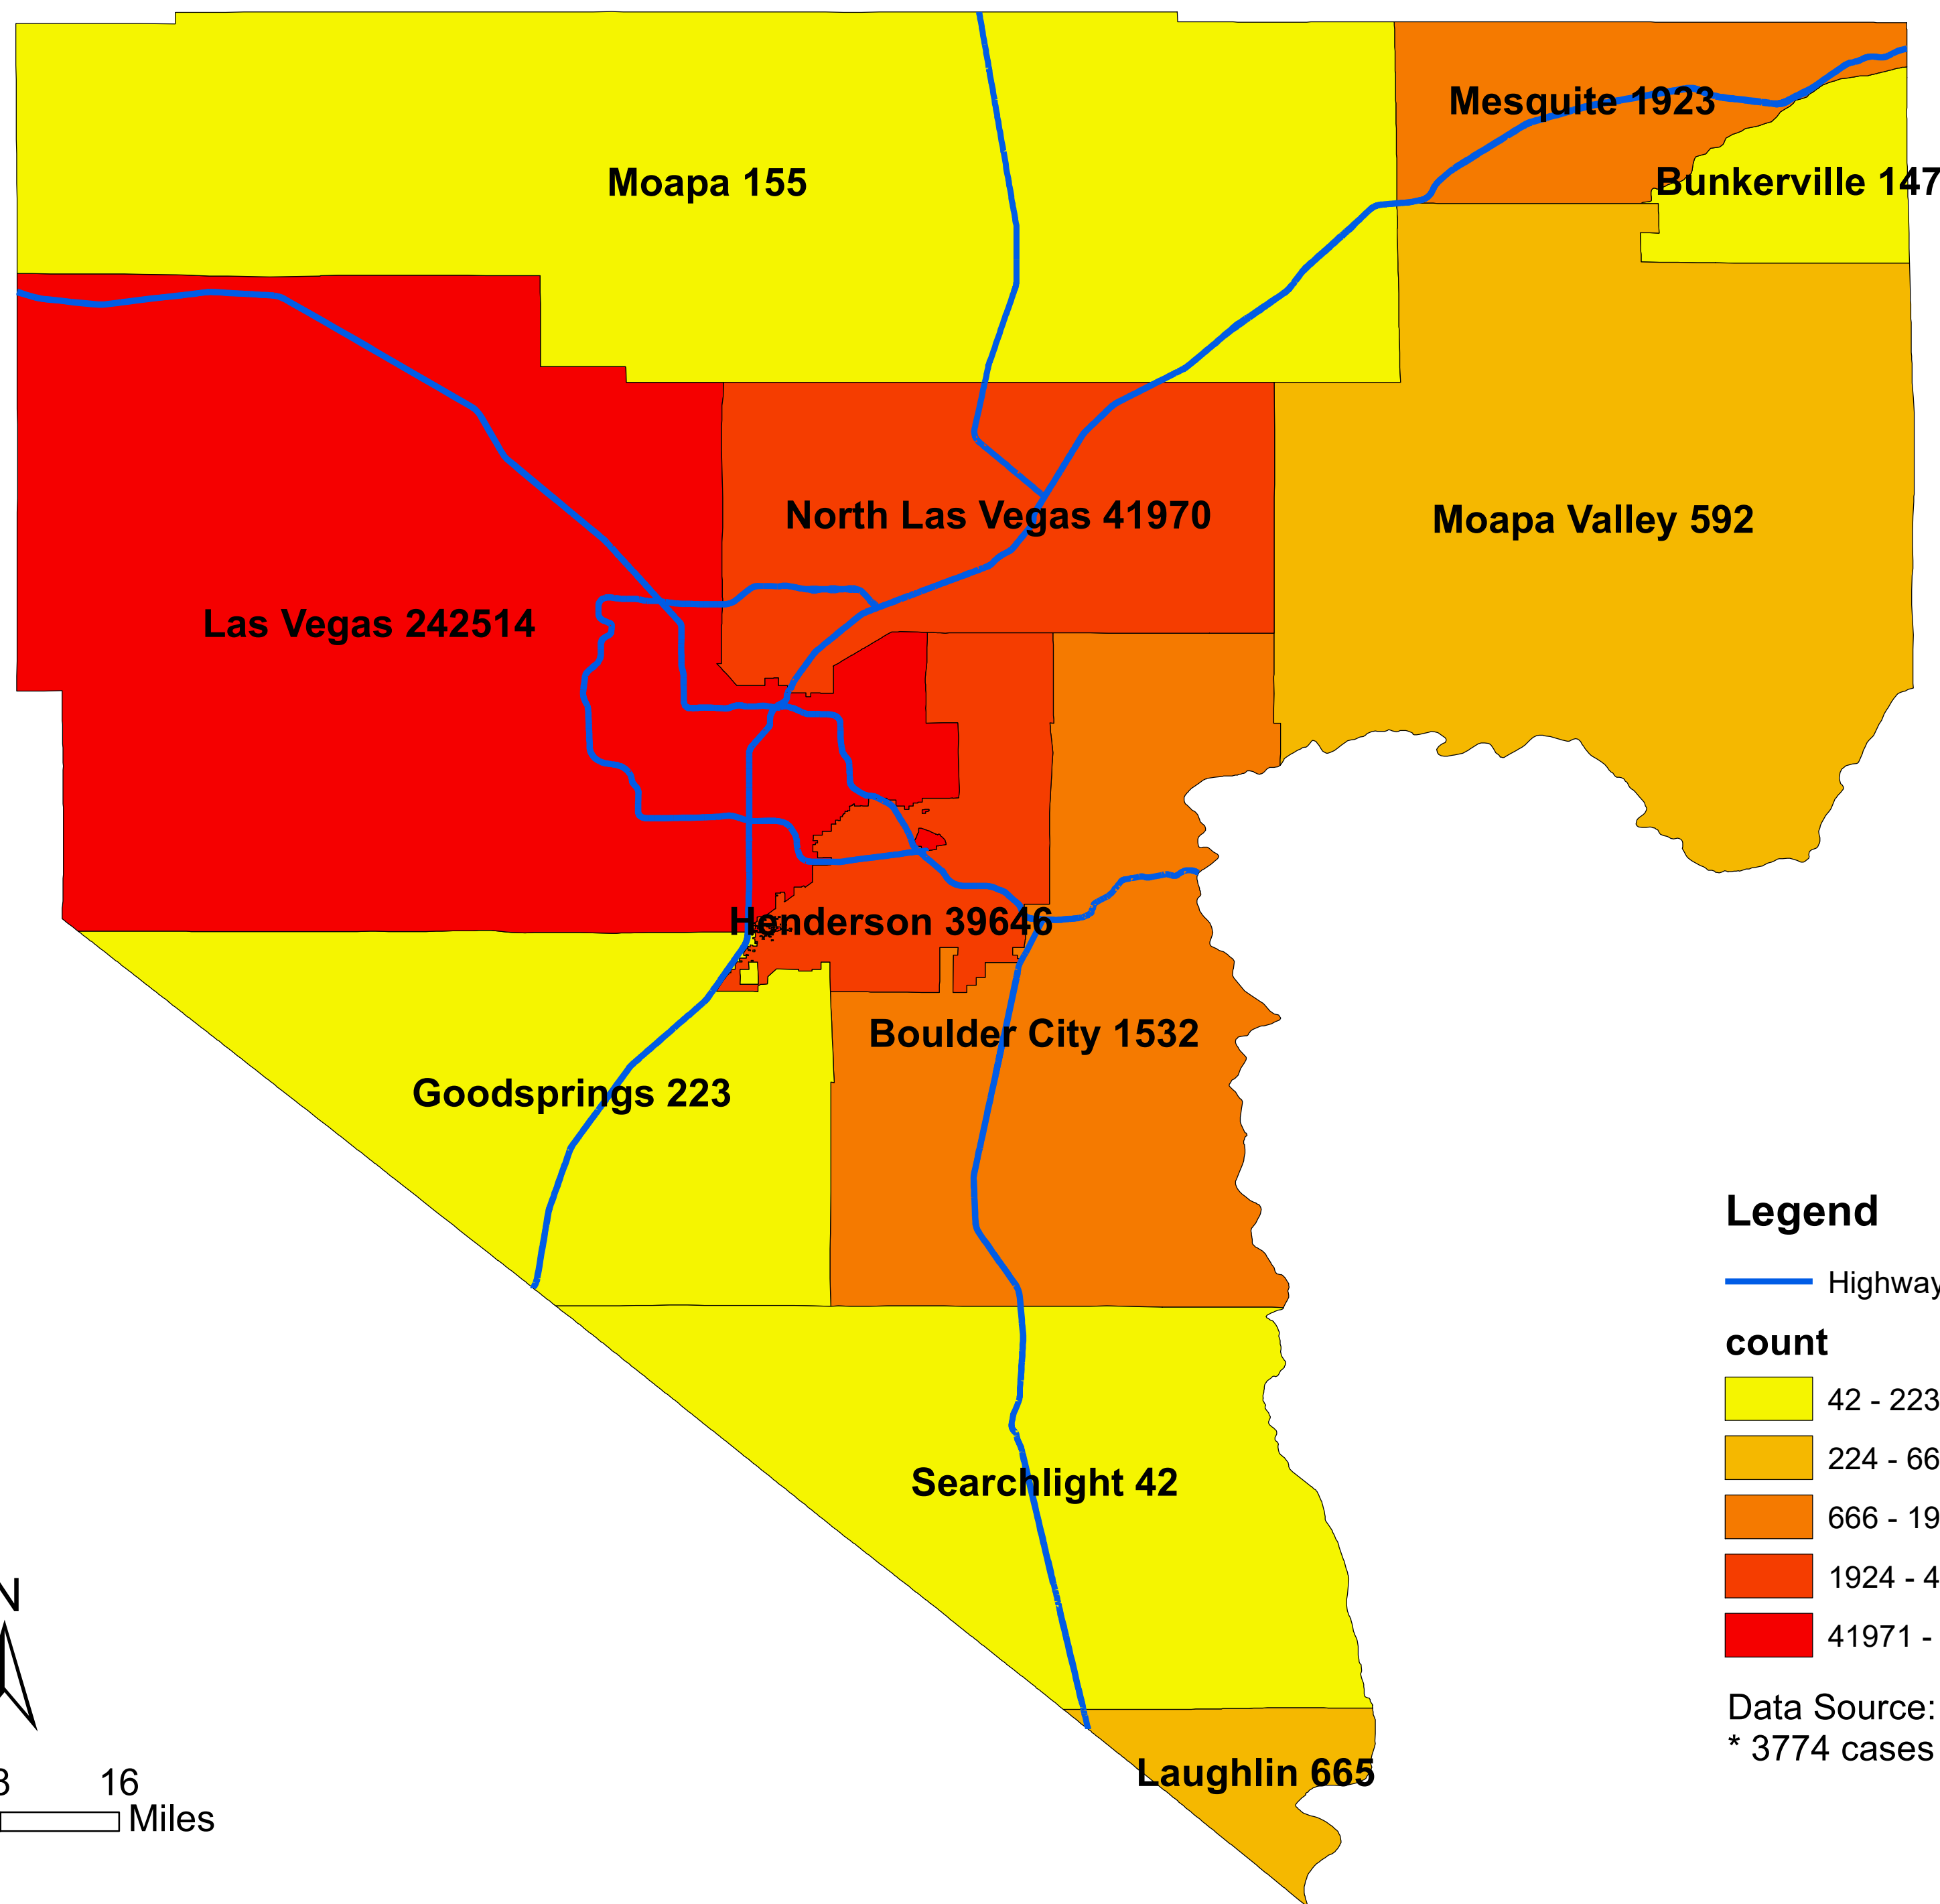 Mesquite 1923
Moapa 155
Bunkerville 147
North Las Vegas 41970
Moapa Valley 592
Las Vegas 242514
Henderson 39646
Boulder City 1532
Goodsprings 223
Searchlight 42
Laughlin 665
Legend
Highway
count
42 - 223
224 - 66
666 - 19
1924 - 4
41971 -
Data Source:
* 3774 cases
N
16
Miles